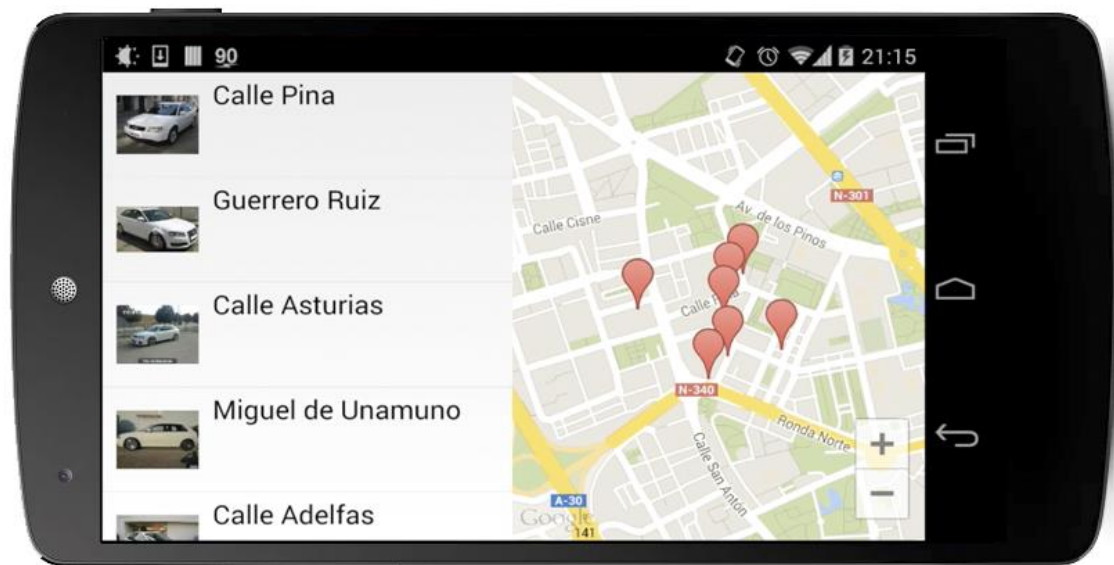 90
21:15
Calle Pina
Guerrero Ruiz
Calle Asturias
Miguel de Unamuno
Calle Adelfas
N-301
Av. de los Pinos
Calle Cisne
N-340
Ronda Norte
Calle San Antón
+
−
A-30
Google
141